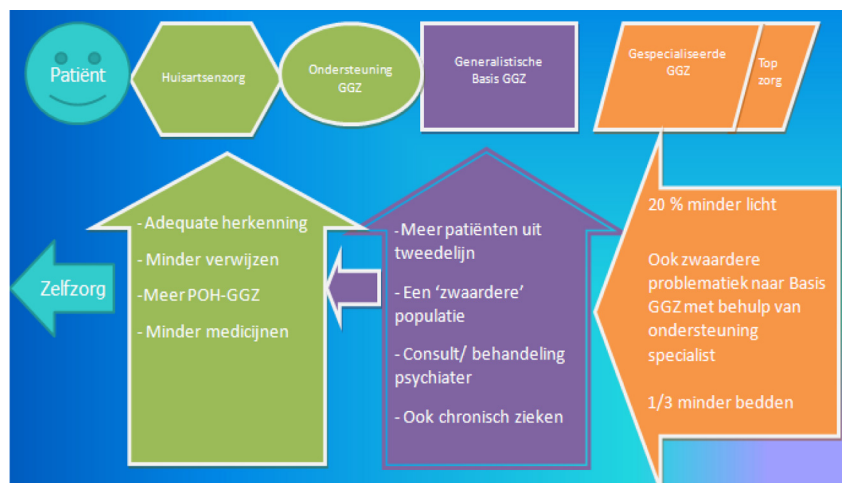 Patiënt
Huisartsenzorg
Ondersteuning
GGZ
Generalistische
Basis GGZ
Gespecialiseerde
GGZ
Top
zorg
Zelfzorg
- Adequate herkenning
- Minder verwijzen
- Meer POH-GGZ
- Minder medicijnen
- Meer patiënten uit
tweedelijn
- Een ‘zwaardere’
populatie
- Consult/ behandeling
psychiater
- Ook chronisch zieken
20 % minder licht
Ook zwaardere
problematiek naar Basis
GGZ met behulp van
ondersteuning
specialist
1/3 minder bedden